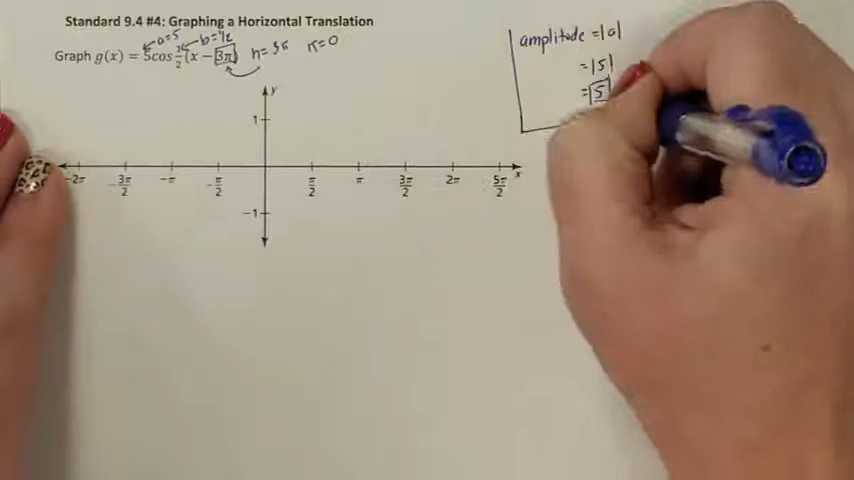 Standard 9.4 #4: Graphing a Horizontal Translation
a=5 b=1/2
Graph g(x) = 5cos 1/2 (x − 3π) h=3π k=0
amplitude = |a|
= |5|
= 5
y
1
-2π -3π/2 -π -π/2 π/2 π 3π/2 2π 5π/2 x
-1